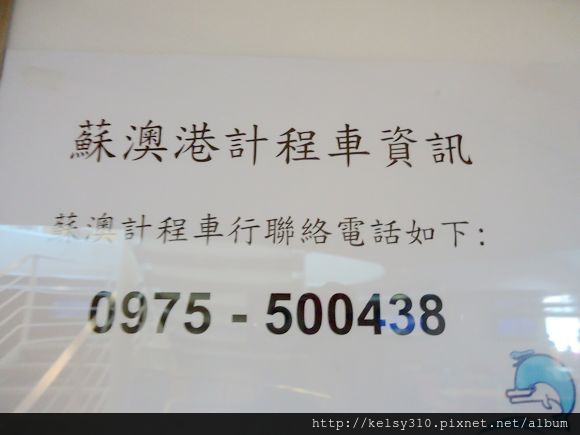 蘇澳港計程車資訊
蘇澳計程車行聯絡電話如下:
0975 - 500438
http://kelsy310.pixnet.net/album